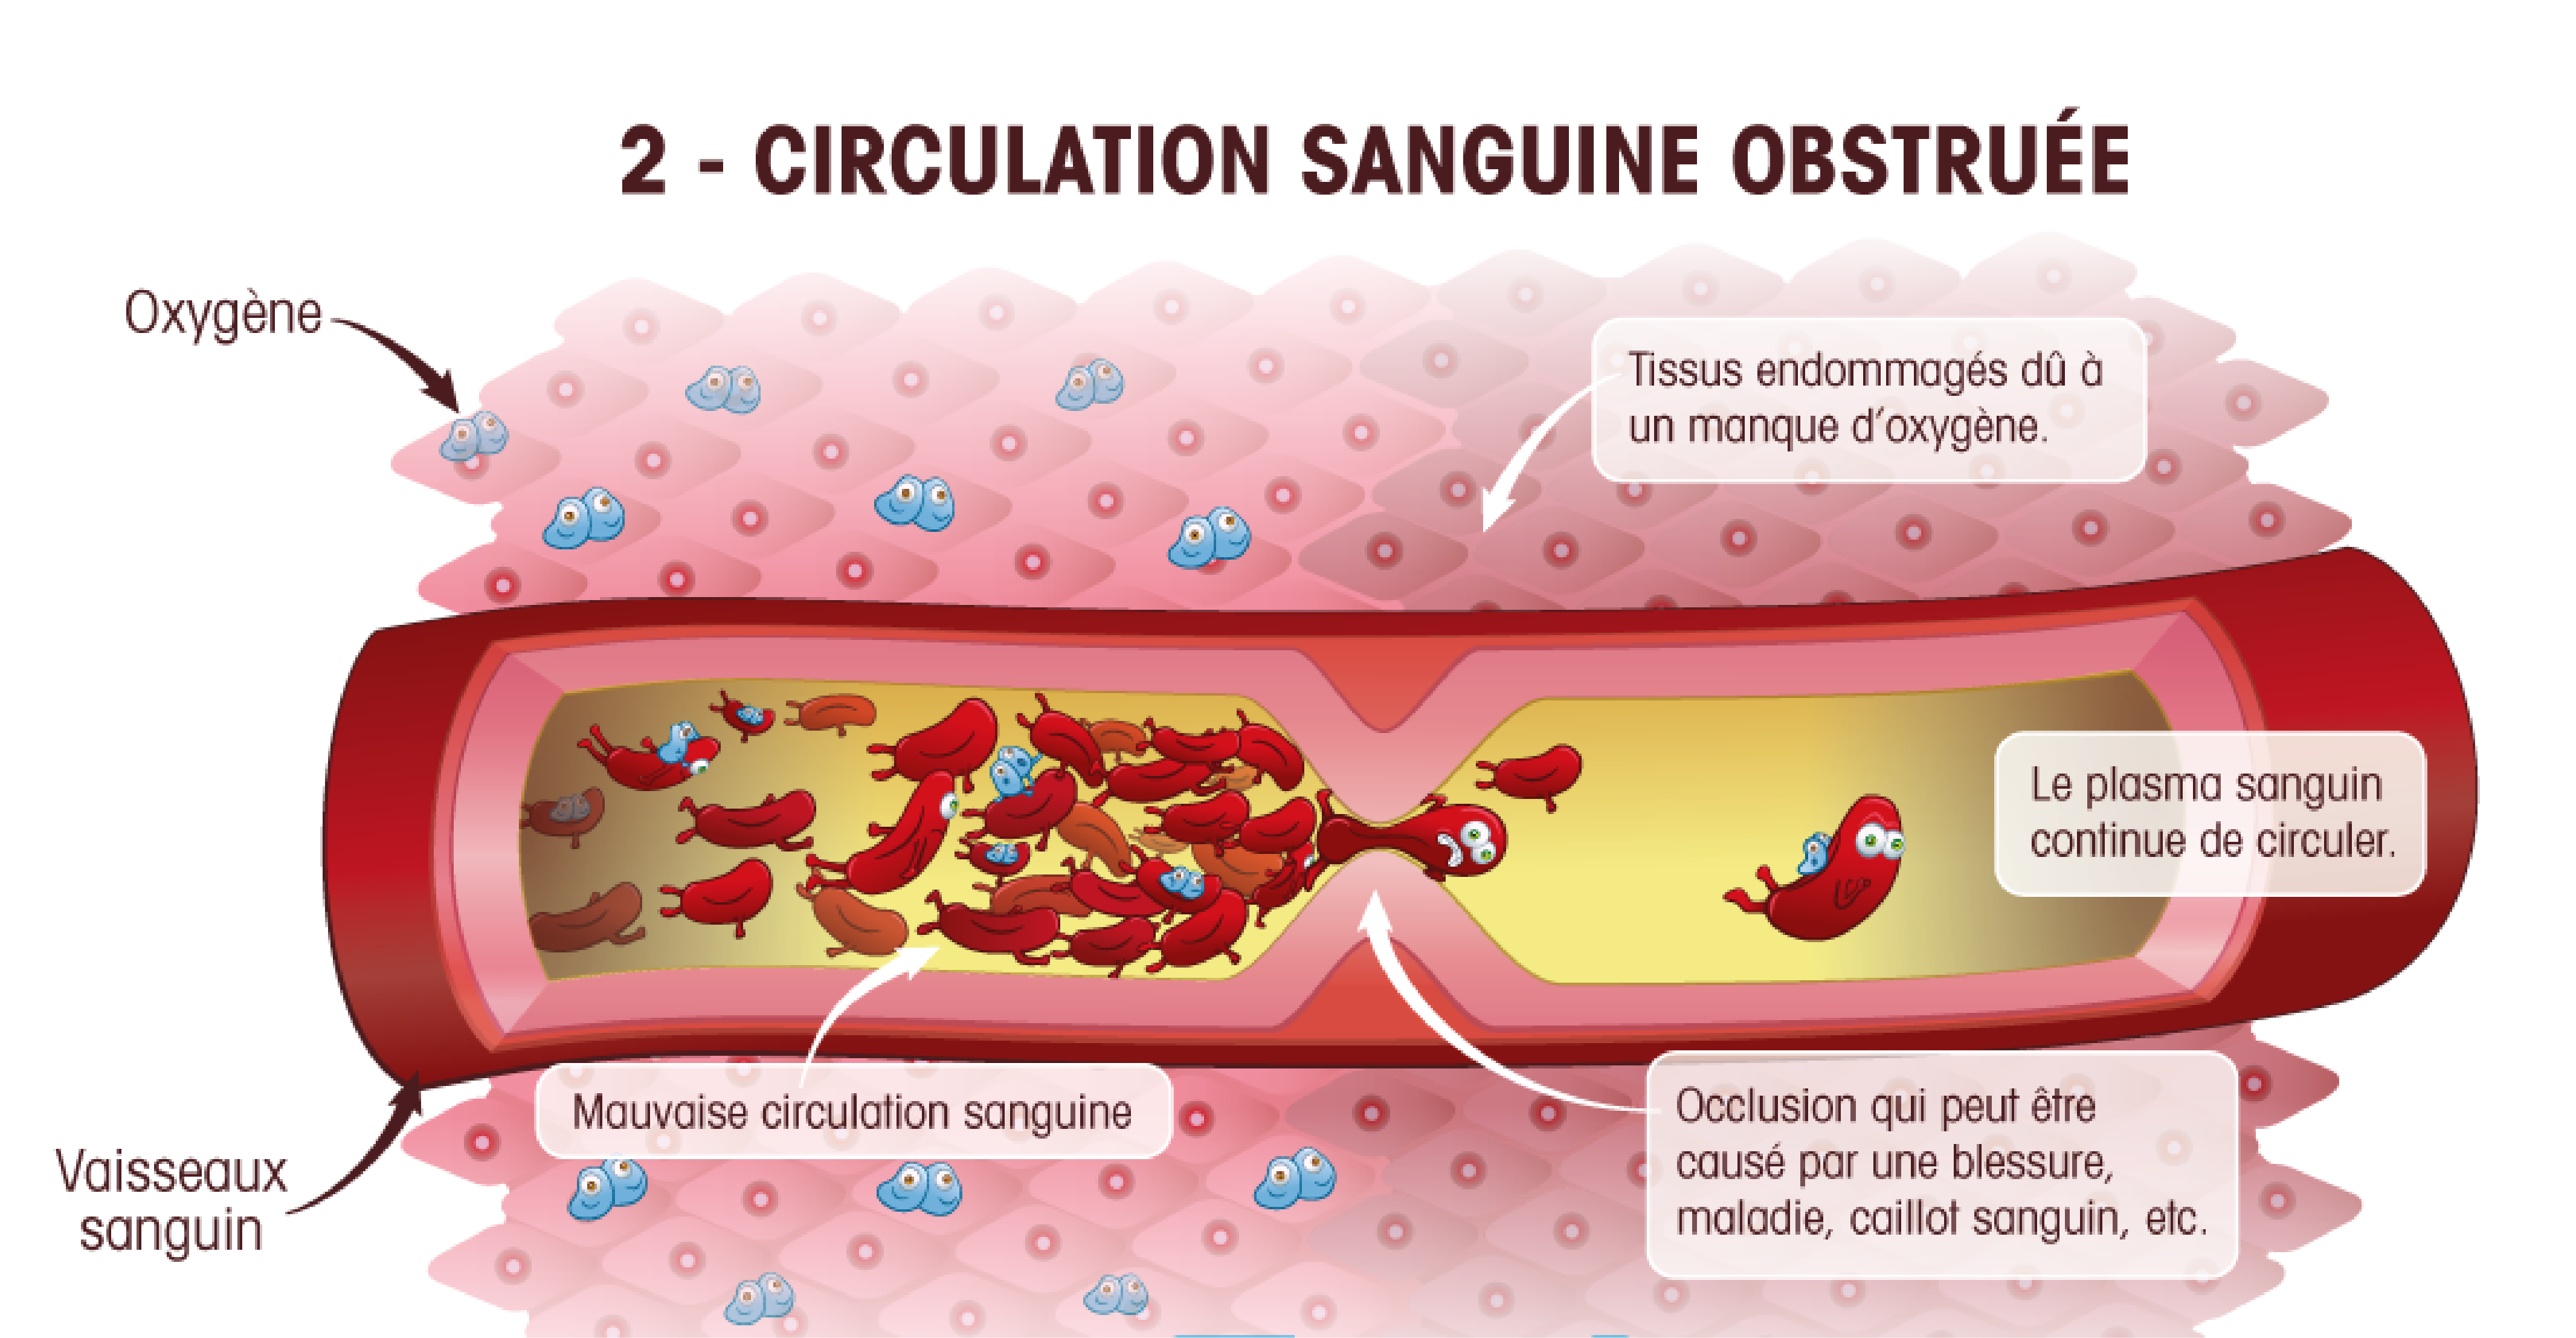 2 - CIRCULATION SANGUINE OBSTRUÉE
Oxygène
Tissus endommagés dû à
un manque d'oxygène.
Le plasma sanguin
continue de circuler.
Mauvaise circulation sanguine
Occlusion qui peut être
causé par une blessure,
maladie, caillot sanguin, etc.
Vaisseaux
sanguin